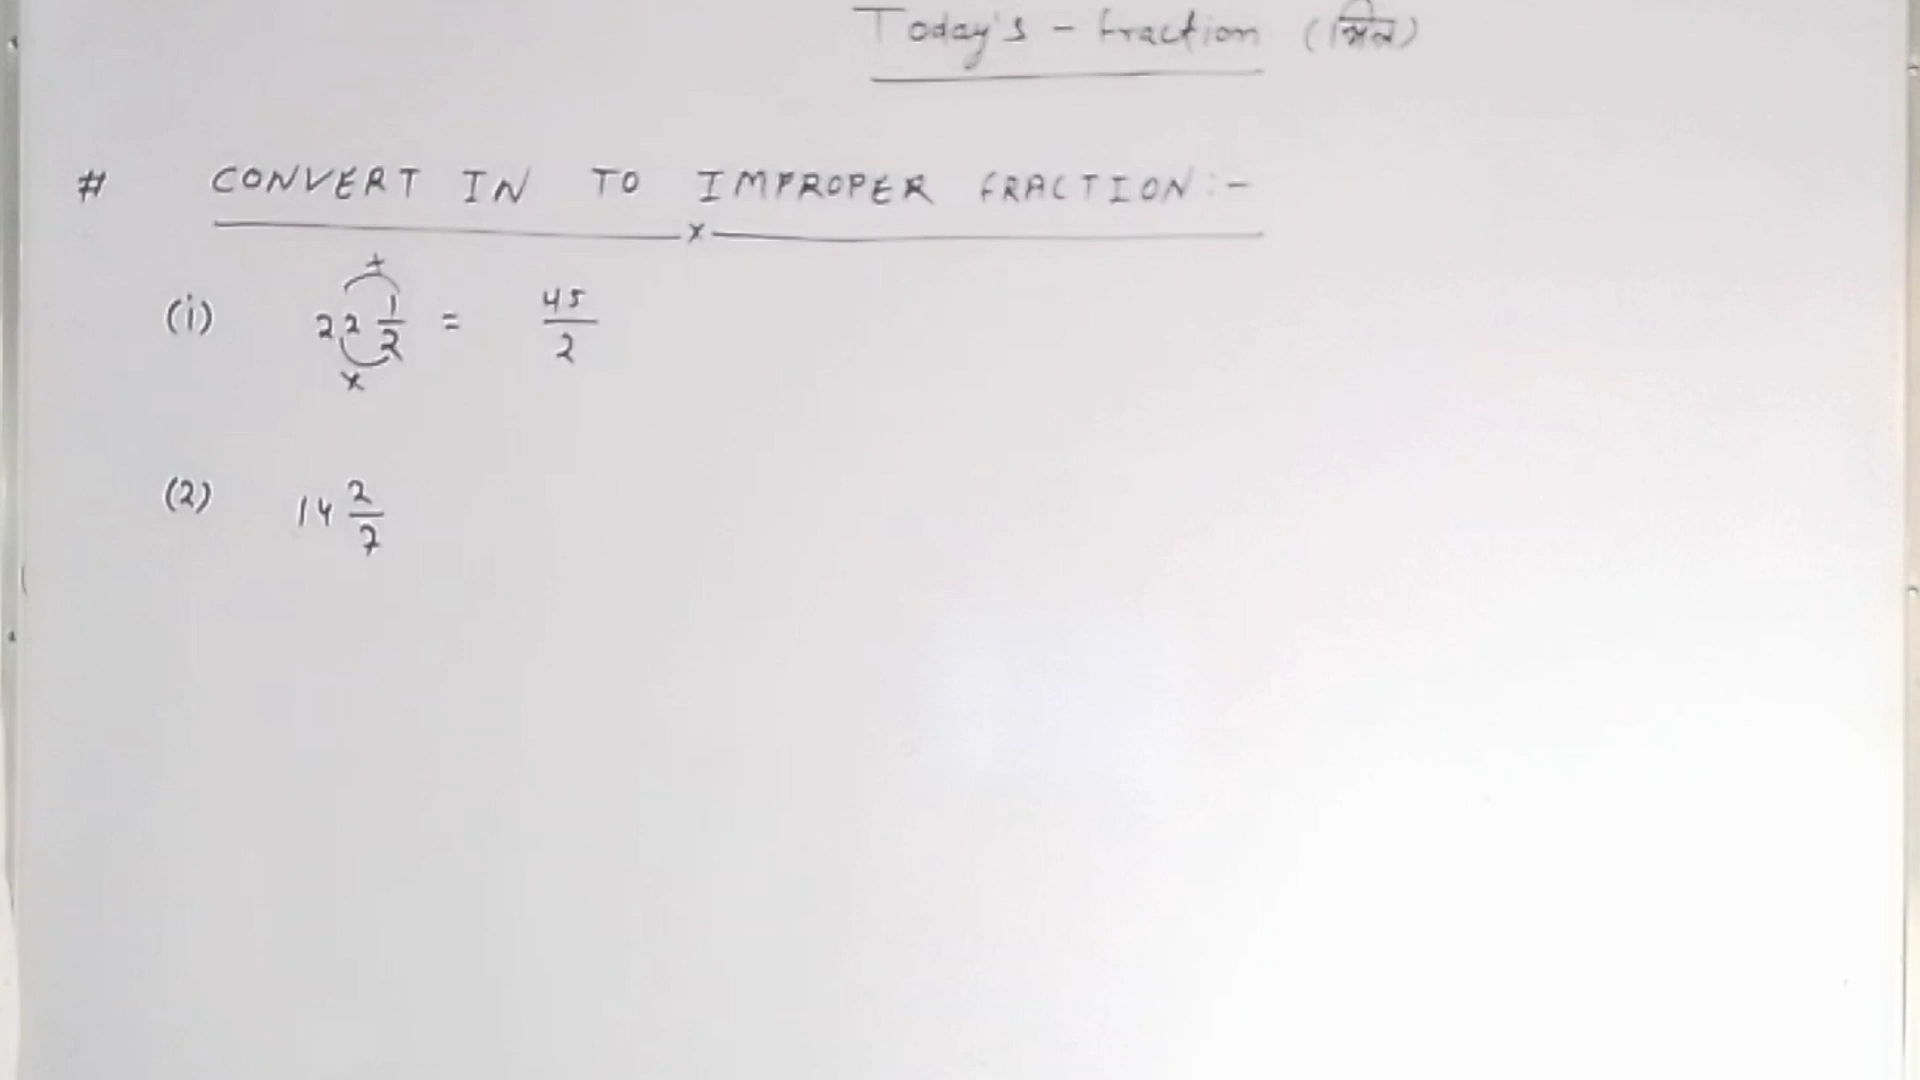 Today's - fraction (भिन्न)
# CONVERT IN TO IMPROPER FRACTION:-
x
+
(i) 22 1/2 = 45/2
x
(2) 14 2/7